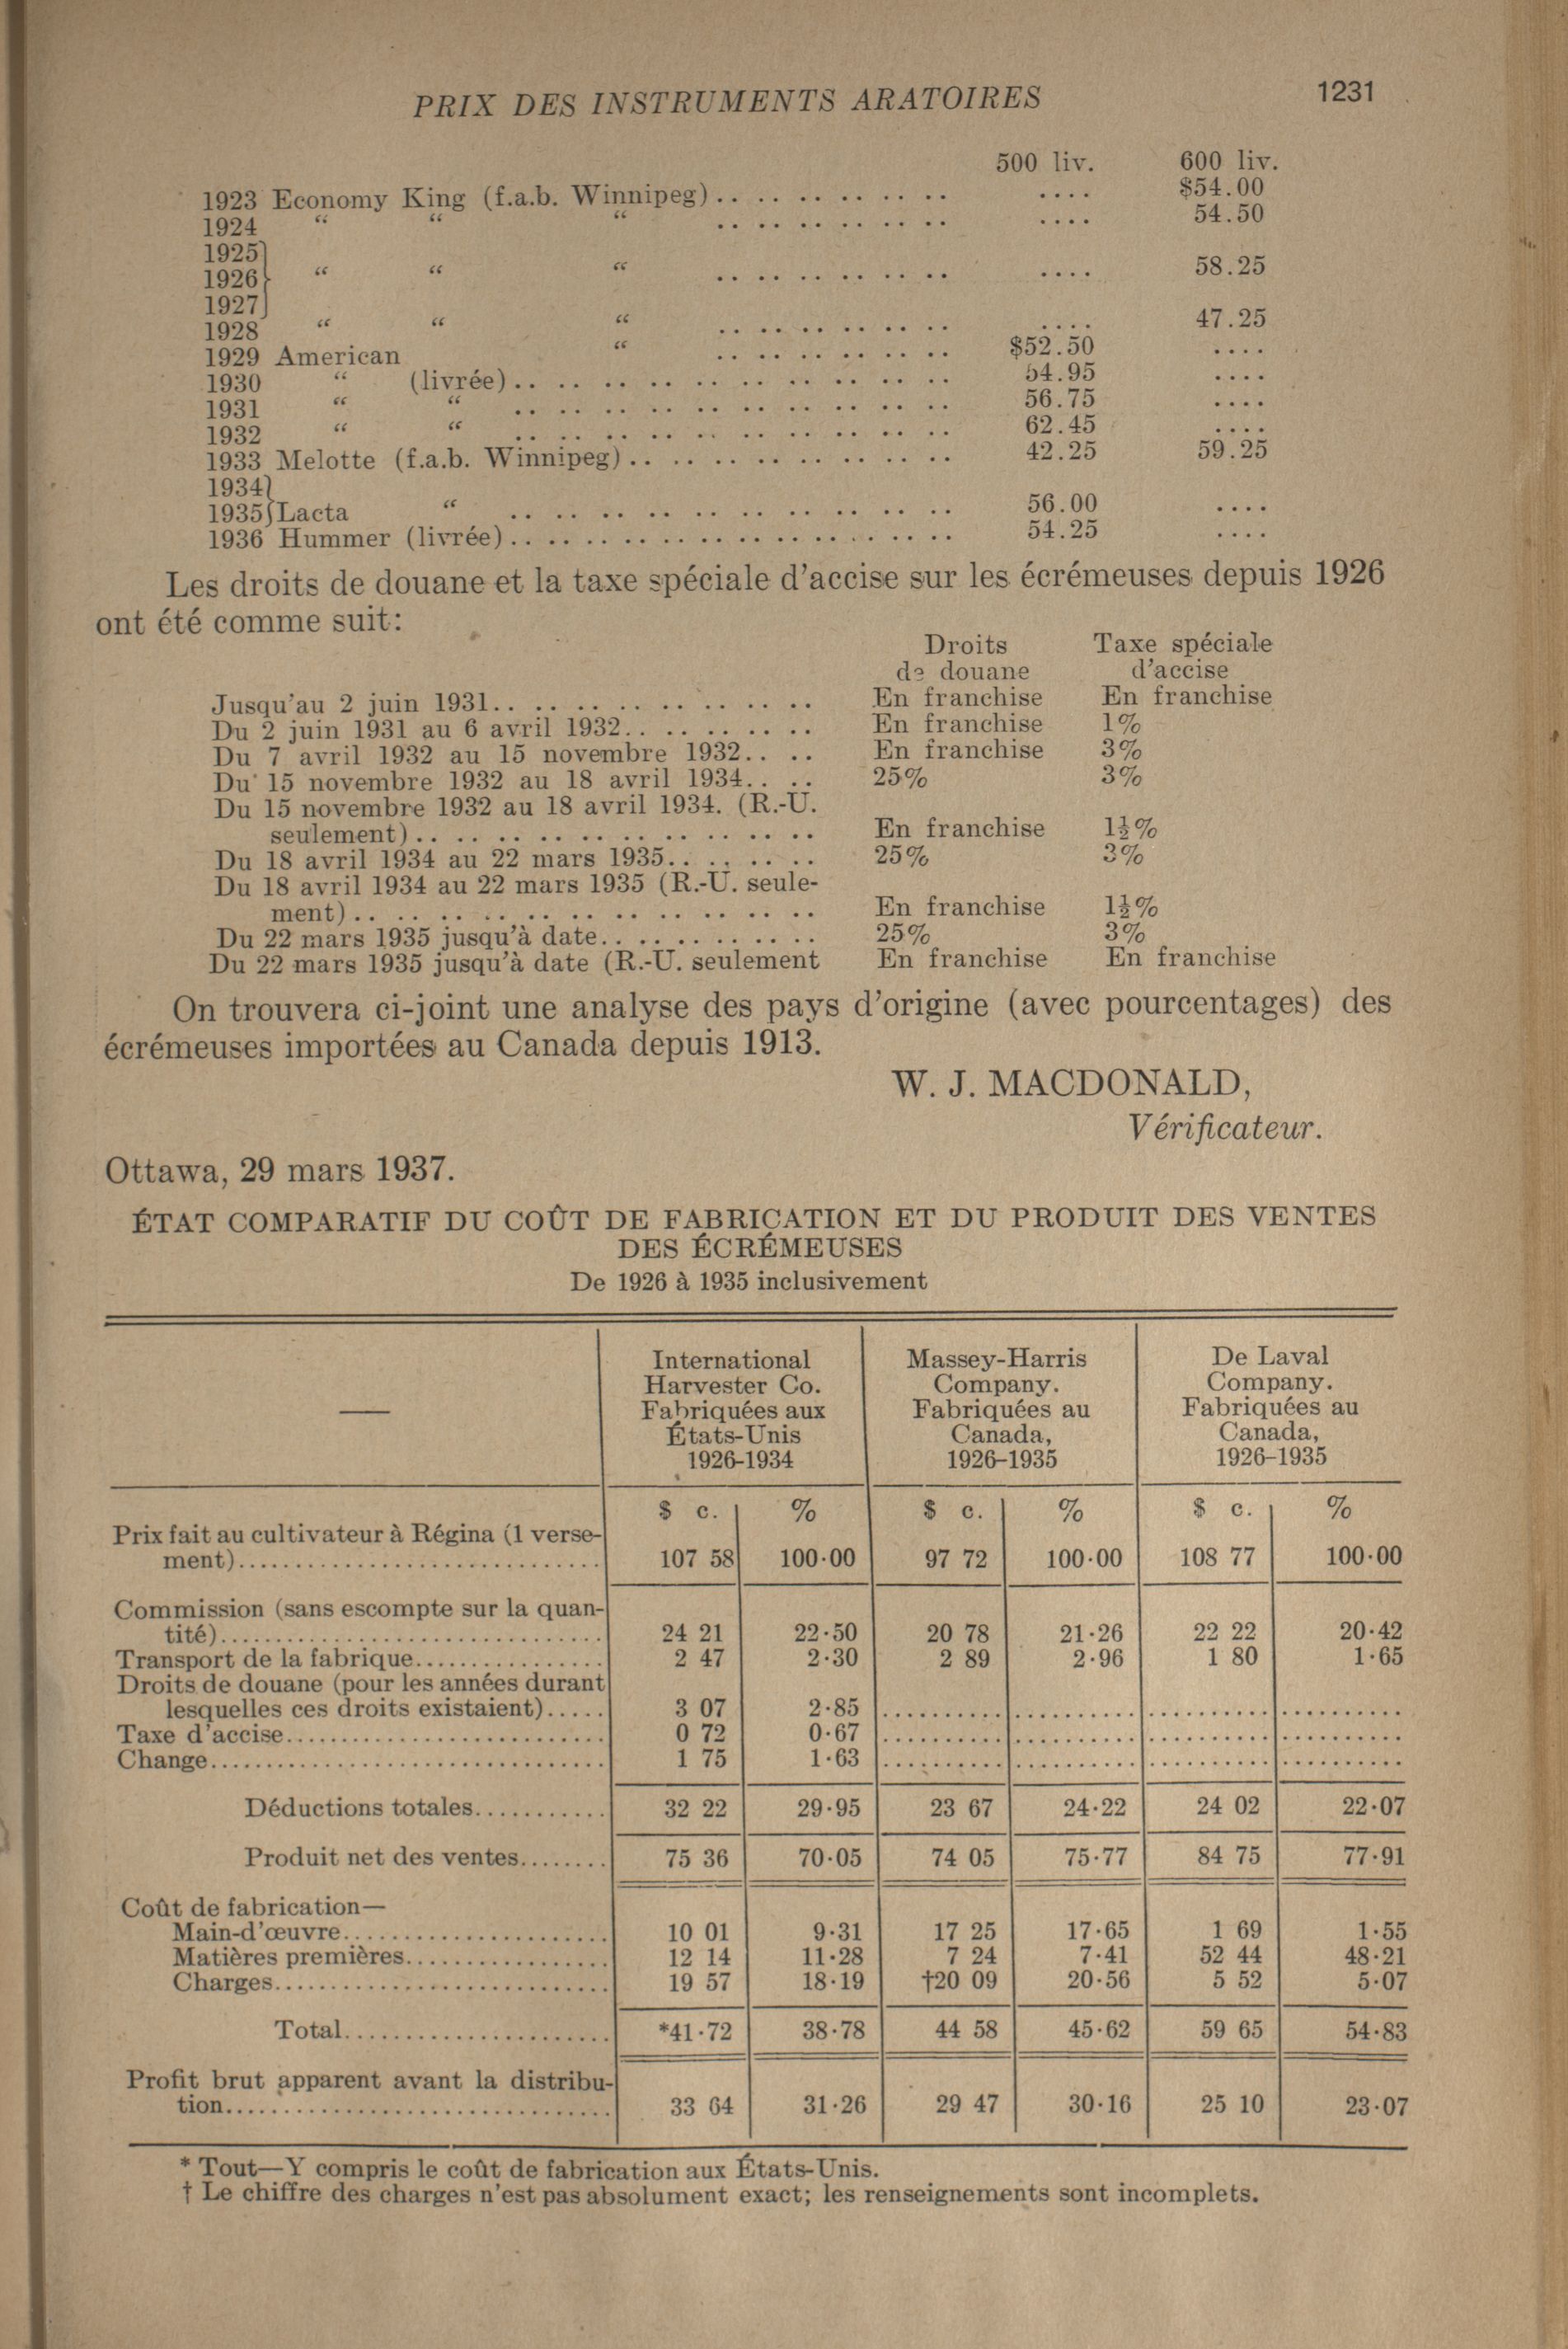 PRIX DES INSTRUMENTS ARATOIRES 1231
500 liv. 600 liv.
1923 Economy King (f.a.b. Winnipeg).. .. .. .. .. .. .... $54.00
1924 “ “ “ .. .. .. .. .. .. .... 54.50
1925}
1926} “ “ “ .. .. .. .. .. .. .... 58.25
1927}
1928 “ “ “ .. .. .. .. .. .. .... 47.25
1929 American “ .. .. .. .. .. .. $52.50 ....
1930 “ (livrée).. .. .. .. .. .. .. .. .. .. 54.95 ....
1931 “ “ .. .. .. .. .. .. .. .. .. .. 56.75 ....
1932 “ “ .. .. .. .. .. .. .. .. .. .. 62.45 ....
1933 Melotte (f.a.b. Winnipeg).. .. .. .. .. .. .. .. 42.25 59.25
1934}
1935}Lacta “ .. .. .. .. .. .. .. .. .. .. 56.00 ....
1936 Hummer (livrée).. .. .. .. .. .. .. .. .. .. .. 54.25 ....
Les droits de douane et la taxe spéciale d’accise sur les écrémeuses depuis 1926
ont été comme suit:
Droits Taxe spéciale
de douane d’accise
Jusqu’au 2 juin 1931.. .. .. .. .. .. .. .. En franchise En franchise
Du 2 juin 1931 au 6 avril 1932.. .. .. .. .. En franchise 1%
Du 7 avril 1932 au 15 novembre 1932.. .. En franchise 3%
Du 15 novembre 1932 au 18 avril 1934.. .. 25% 3%
Du 15 novembre 1932 au 18 avril 1934. (R.-U.
seulement).. .. .. .. .. .. .. .. .. .. En franchise 1½%
Du 18 avril 1934 au 22 mars 1935.. .. .. .. 25% 3%
Du 18 avril 1934 au 22 mars 1935 (R.-U. seule-
ment).. .. .. .. .. .. .. .. .. .. .. En franchise 1½%
Du 22 mars 1935 jusqu’à date.. .. .. .. .. .. 25% 3%
Du 22 mars 1935 jusqu’à date (R.-U. seulement En franchise En franchise
On trouvera ci-joint une analyse des pays d’origine (avec pourcentages) des
écrémeuses importées au Canada depuis 1913.
W. J. MACDONALD,
Vérificateur.
Ottawa, 29 mars 1937.
ÉTAT COMPARATIF DU COÛT DE FABRICATION ET DU PRODUIT DES VENTES
DES ÉCRÉMEUSES
De 1926 à 1935 inclusivement
— International Massey-Harris De Laval
Harvester Co. Company. Company.
Fabriquées aux Fabriquées au Fabriquées au
États-Unis Canada, Canada,
1926-1934 1926-1935 1926-1935
$ c. % $ c. % $ c. %
Prix fait au cultivateur à Régina (1 verse-
ment)........ 107 58 100·00 97 72 100·00 108 77 100·00
Commission (sans escompte sur la quan-
tité)........ 24 21 22·50 20 78 21·26 22 22 20·42
Transport de la fabrique........ 2 47 2·30 2 89 2·96 1 80 1·65
Droits de douane (pour les années durant
lesquelles ces droits existaient)..... 3 07 2·85 ........ ........ ........ ........
Taxe d’accise........ 0 72 0·67 ........ ........ ........ ........
Change........ 1 75 1·63 ........ ........ ........ ........
Déductions totales........ 32 22 29·95 23 67 24·22 24 02 22·07
Produit net des ventes........ 75 36 70·05 74 05 75·77 84 75 77·91
Coût de fabrication—
Main-d’œuvre........ 10 01 9·31 17 25 17·65 1 69 1·55
Matières premières........ 12 14 11·28 7 24 7·41 52 44 48·21
Charges........ 19 57 18·19 †20 09 20·56 5 52 5·07
Total........ *41·72 38·78 44 58 45·62 59 65 54·83
Profit brut apparent avant la distribu-
tion........ 33 64 31·26 29 47 30·16 25 10 23·07
* Tout—Y compris le coût de fabrication aux États-Unis.
† Le chiffre des charges n’est pas absolument exact; les renseignements sont incomplets.